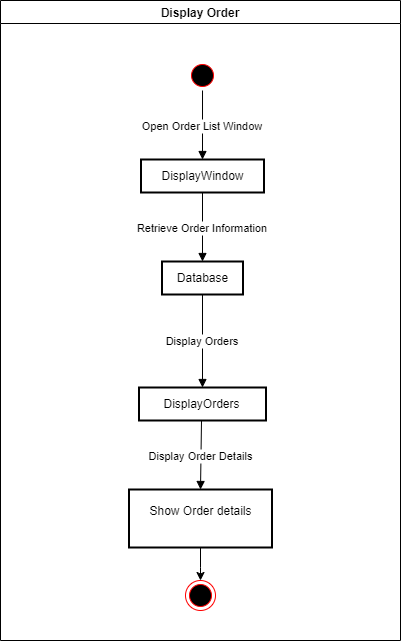 Display Order
Open Order List Window
DisplayWindow
Retrieve Order Information
Database
Display Orders
DisplayOrders
Display Order Details
Show Order details